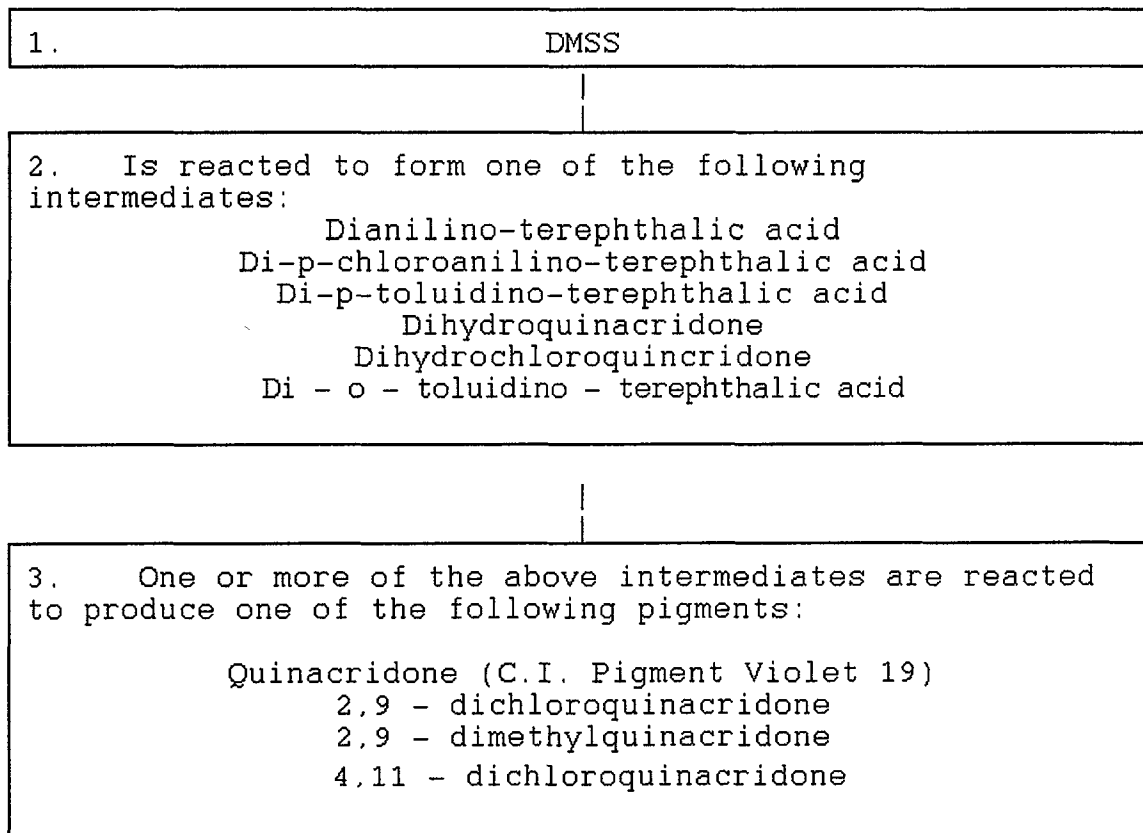 1. DMSS
2. Is reacted to form one of the following
intermediates:
Dianilino-terephthalic acid
Di-p-chloroanilino-terephthalic acid
Di-p-toluidino-terephthalic acid
Dihydroquinacridone
Dihydrochloroquincridone
Di - o - toluidino - terephthalic acid
3. One or more of the above intermediates are reacted
to produce one of the following pigments:
Quinacridone (C.I. Pigment Violet 19)
2,9 - dichloroquinacridone
2,9 - dimethylquinacridone
4,11 - dichloroquinacridone